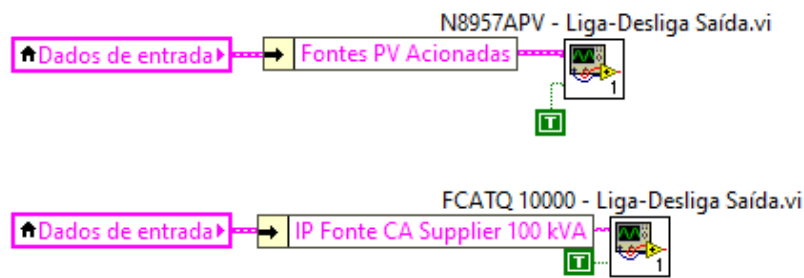 N8957APV - Liga-Desliga Saída.vi
Dados de entrada
Fontes PV Acionadas
1
T
FCATQ 10000 - Liga-Desliga Saída.vi
Dados de entrada
IP Fonte CA Supplier 100 kVA
1
T